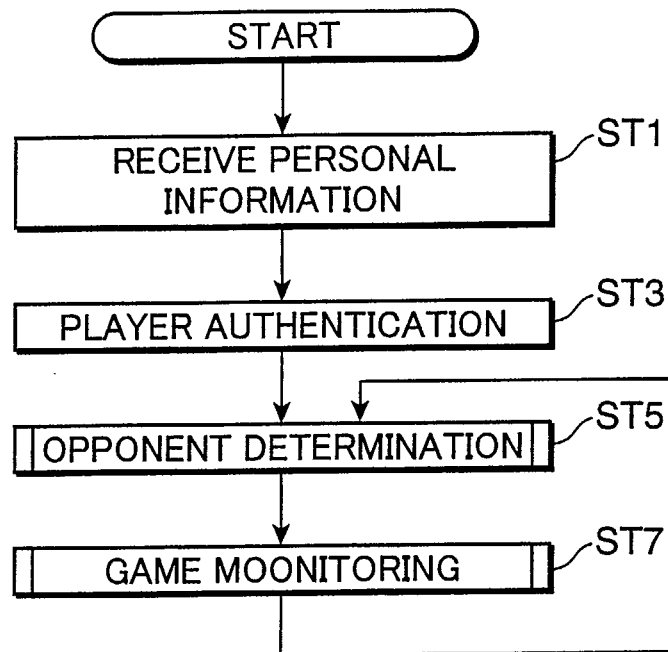 START
ST1
RECEIVE PERSONAL
INFORMATION
ST3
PLAYER AUTHENTICATION
ST5
OPPONENT DETERMINATION
ST7
GAME MOONITORING